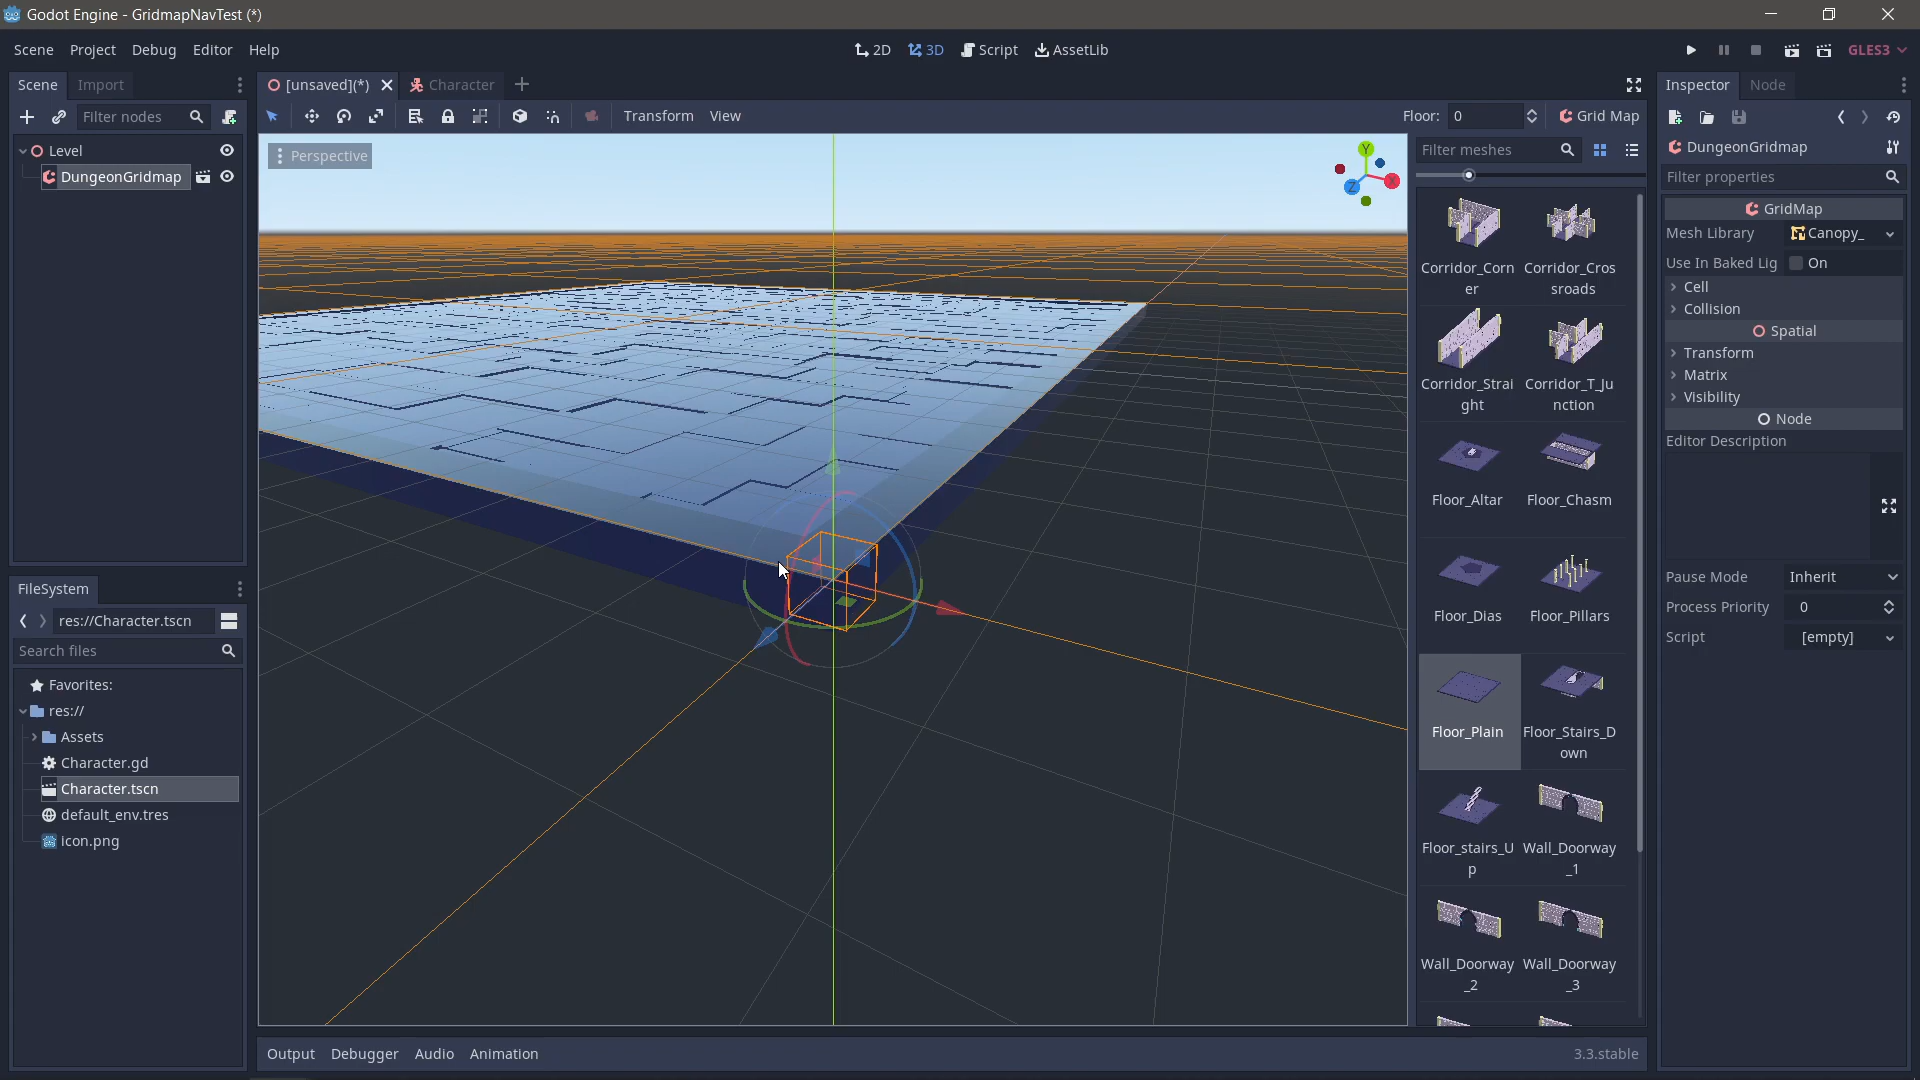 Godot Engine - GridmapNavTest (*)
Scene Project Debug Editor Help
2D 3D Script AssetLib
GLES3
Scene Import
Filter nodes
Level
DungeonGridmap
FileSystem
res://Character.tscn
Search files
Favorites:
res://
Assets
Character.gd
Character.tscn
default_env.tres
icon.png
[unsaved](*) Character
Transform View
Floor: 0 Grid Map
Perspective
Y
X
Z
Filter meshes
Corridor_Corn
er
Corridor_Cros
sroads
Corridor_Strai
ght
Corridor_T_Ju
nction
Floor_Altar
Floor_Chasm
Floor_Dias
Floor_Pillars
Floor_Plain
Floor_Stairs_D
own
Floor_stairs_U
p
Wall_Doorway
_1
Wall_Doorway
_2
Wall_Doorway
_3
Output Debugger Audio Animation
3.3.stable
Inspector Node
DungeonGridmap
Filter properties
GridMap
Mesh Library Canopy_
Use In Baked Lig On
Cell
Collision
Spatial
Transform
Matrix
Visibility
Node
Editor Description
Pause Mode Inherit
Process Priority 0
Script [empty]